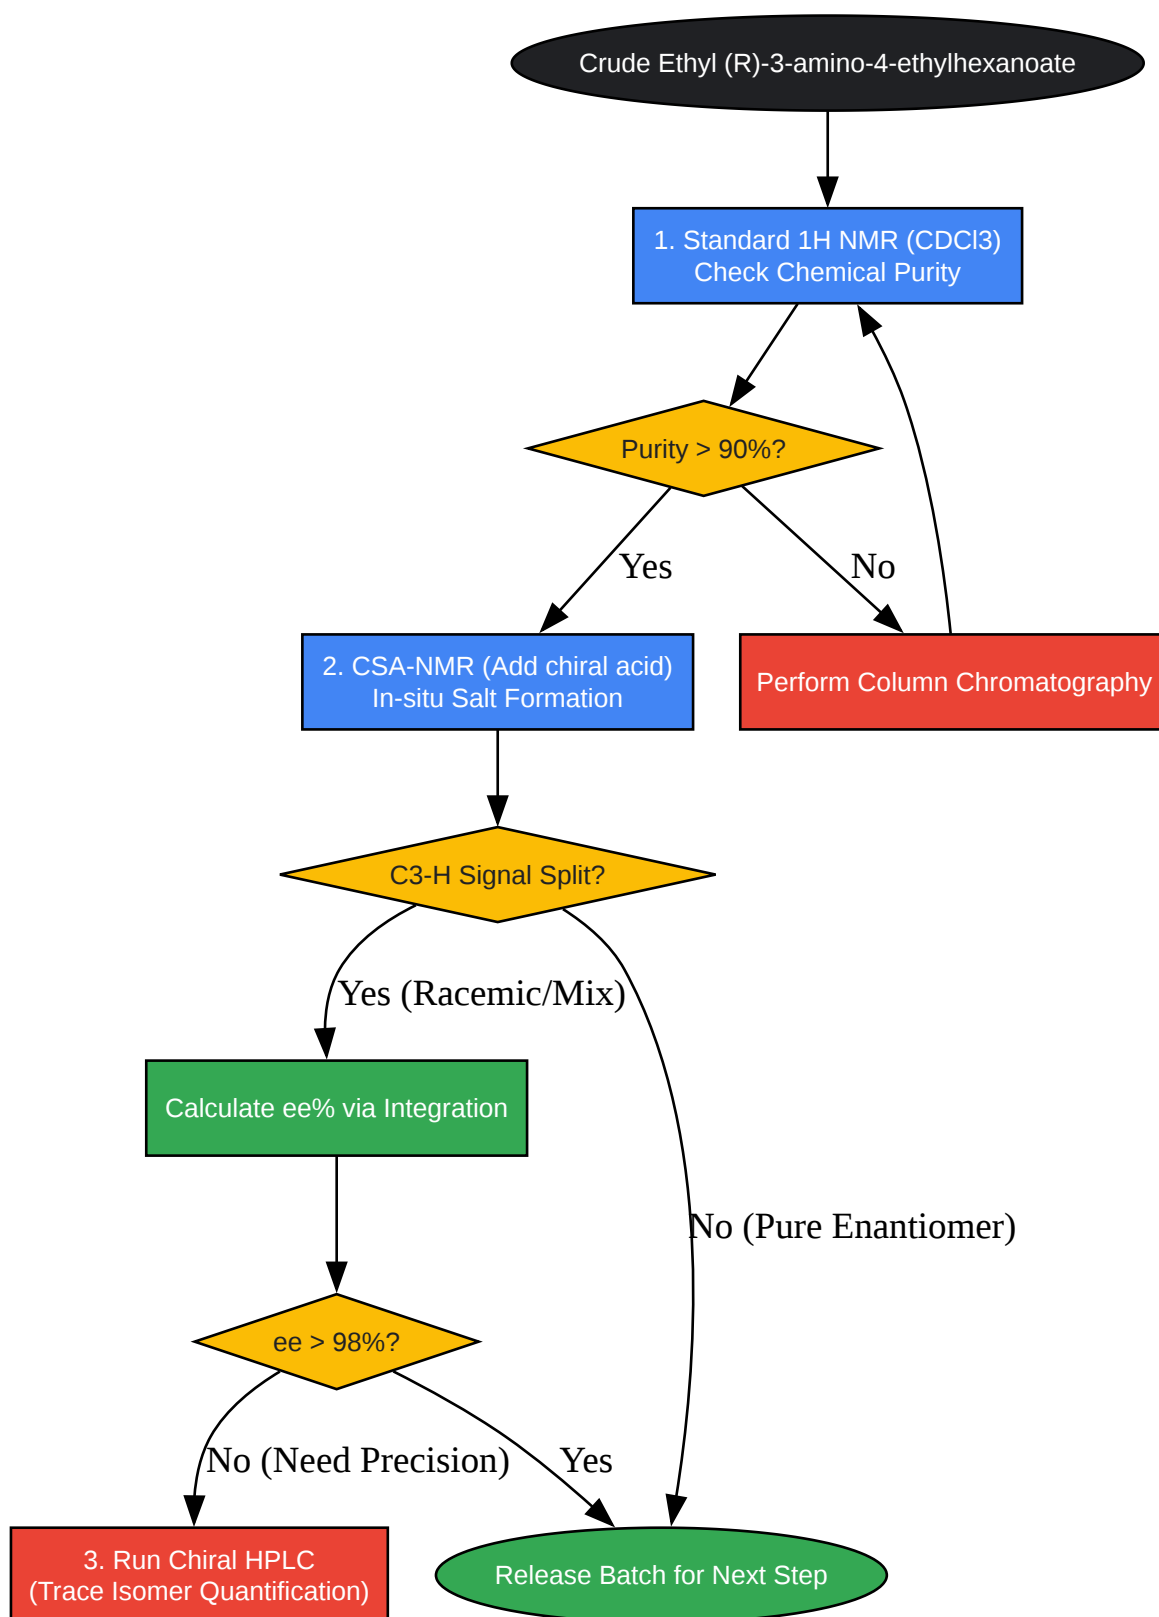 Crude Ethyl (R)-3-amino-4-ethylhexanoate
1. Standard 1H NMR (CDCl3)
Check Chemical Purity
Purity > 90%?
Yes
No
2. CSA-NMR (Add chiral acid)
In-situ Salt Formation
Perform Column Chromatography
C3-H Signal Split?
Yes (Racemic/Mix)
Calculate ee% via Integration
No (Pure Enantiomer)
ee > 98%?
No (Need Precision)
Yes
3. Run Chiral HPLC
(Trace Isomer Quantification)
Release Batch for Next Step